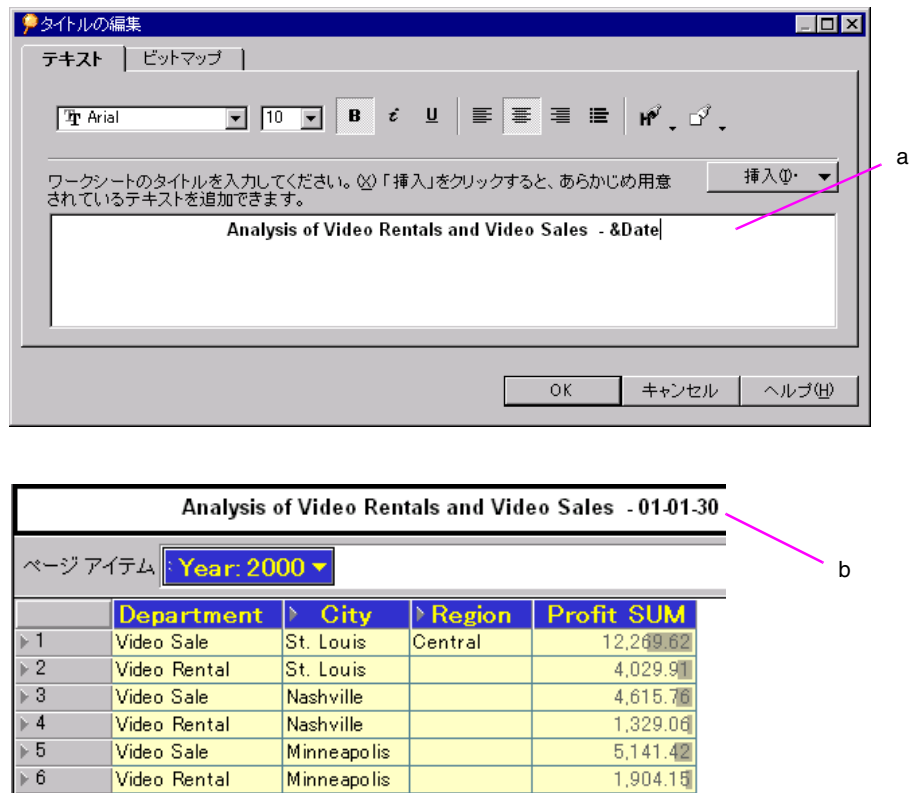 タイトルの編集
テキスト ビットマップ
Arial 10 B i U
a
ワークシートのタイトルを入力してください。(X)「挿入」をクリックすると、あらかじめ用意
されているテキストを追加できます。
挿入(I)・
Analysis of Video Rentals and Video Sales - &Date
OK キャンセル ヘルプ(H)
Analysis of Video Rentals and Video Sales - 01-01-30
b
ページ アイテム Year: 2000
Department City Region Profit SUM
1 Video Sale St. Louis Central 12,269.62
2 Video Rental St. Louis 4,029.91
3 Video Sale Nashville 4,615.76
4 Video Rental Nashville 1,329.06
5 Video Sale Minneapolis 5,141.42
6 Video Rental Minneapolis 1,904.15